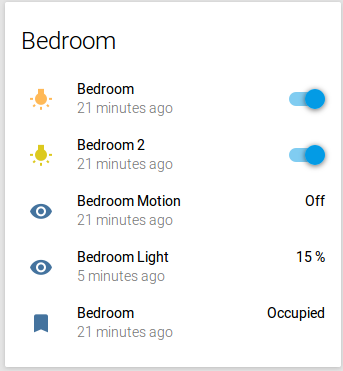 Bedroom
Bedroom
21 minutes ago
Bedroom 2
21 minutes ago
Bedroom Motion Off
21 minutes ago
Bedroom Light 15 %
5 minutes ago
Bedroom Occupied
21 minutes ago